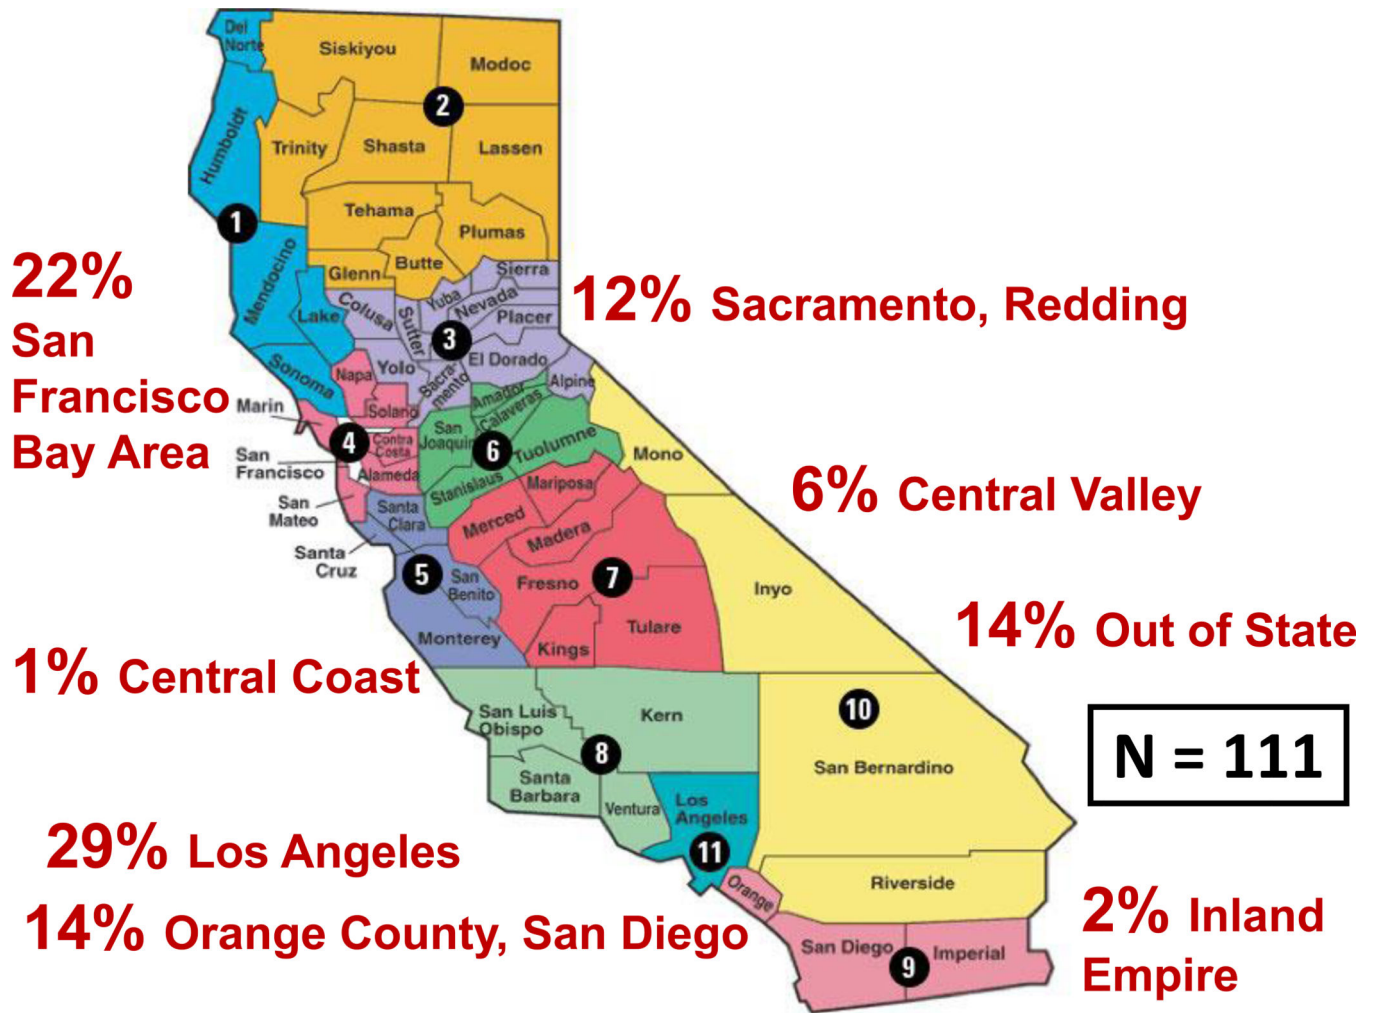 Del
Norte
Siskiyou
Modoc
2
Humboldt
Trinity
Shasta
Lassen
1
Tehama
Plumas
Mendocino
Glenn
Butte
Sierra
22%
San
Francisco
Bay Area
Lake
Colusa
Sutter
Yuba
Nevada
Placer
12% Sacramento, Redding
3
Sonoma
Napa
Yolo
Sacra-
mento
El Dorado
Alpine
Marin
Solano
Amador
Calaveras
4
Contra
Costa
San
Joaquin
6
Tuolumne
Mono
San
Francisco
Alameda
Stanislaus
Mariposa
6% Central Valley
San
Mateo
Santa
Clara
Merced
Madera
Santa
Cruz
5
San
Benito
Fresno
7
Inyo
Monterey
Kings
Tulare
14% Out of State
1% Central Coast
San Luis
Obispo
Kern
10
8
San Bernardino
N = 111
Santa
Barbara
Ventura
Los
Angeles
29% Los Angeles
11
Orange
Riverside
14% Orange County, San Diego
San Diego
9
Imperial
2% Inland
Empire